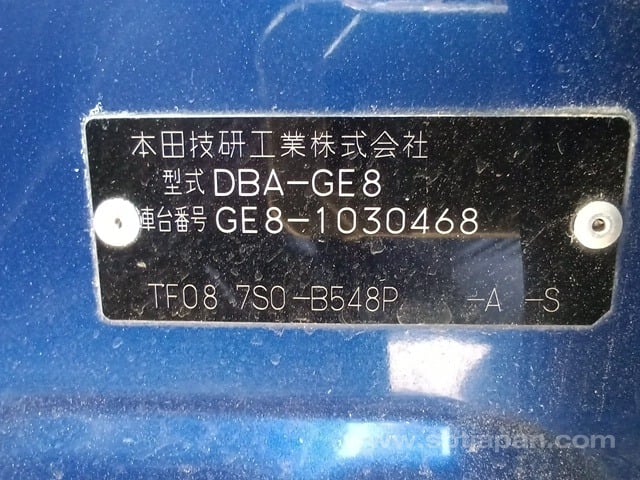 本田技研工業株式会社
型式 DBA-GE8
車台番号 GE8-1030468
TF08 7S0-B548P -A -S